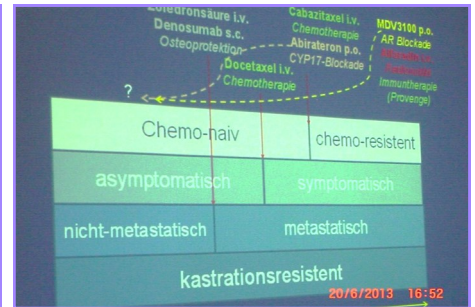 Zoledronsäure i.v.
Denosumab s.c.
Osteoprotektion
Docetaxel i.v.
Chemotherapie
Cabazitaxel i.v.
Chemotherapie
Abirateron p.o.
CYP17-Blockade
MDV3100 p.o.
AR Blockade
Immuntherapie
(Provenge)
?
Chemo-naiv
chemo-resistent
asymptomatisch
symptomatisch
nicht-metastatisch
metastatisch
kastrationsresistent
20/6/2013 16:52